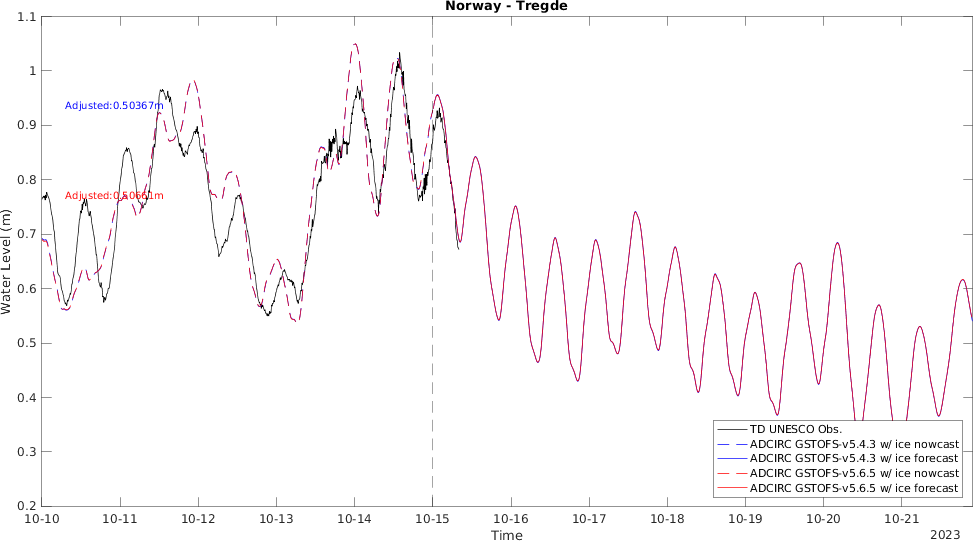 Norway - Tregde
1.1
1
0.9
0.8
0.7
0.6
0.5
0.4
0.3
0.2
Water Level (m)
Adjusted:0.50367m
Adjusted:0.50661m
TD UNESCO Obs.
ADCIRC GSTOFS-v5.4.3 w/ ice nowcast
ADCIRC GSTOFS-v5.4.3 w/ ice forecast
ADCIRC GSTOFS-v5.6.5 w/ ice nowcast
ADCIRC GSTOFS-v5.6.5 w/ ice forecast
10-10 10-11 10-12 10-13 10-14 10-15 10-16 10-17 10-18 10-19 10-20 10-21
Time
2023